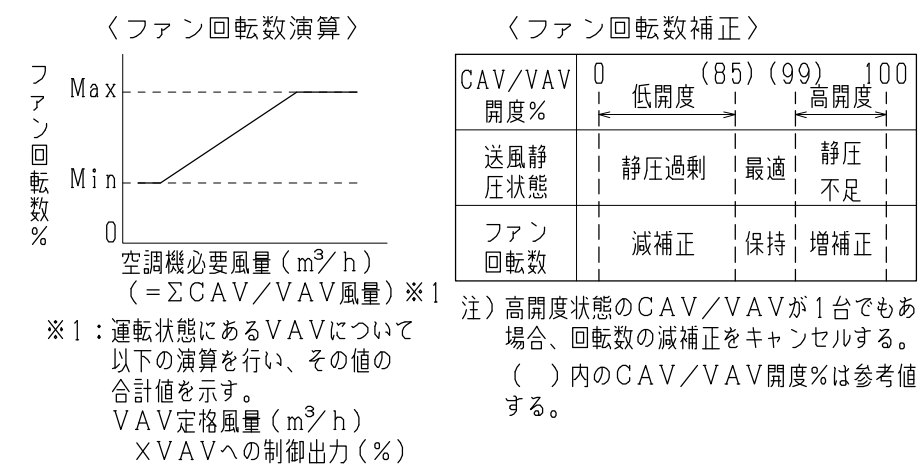 〈ファン回転数演算〉
ファン回転数%
Max
Min
0
空調機必要風量(m³/h)
(=ΣCAV/VAV風量)※1
※1:運転状態にあるVAVについて
以下の演算を行い、その値の
合計値を示す。
VAV定格風量(m³/h)
×VAVへの制御出力(%)
〈ファン回転数補正〉
CAV/VAV 0 (85)(99) 100
開度% 低開度 高開度
送風静 静圧過剰 最適 静圧
圧状態 不足
ファン 減補正 保持 増補正
回転数
注)高開度状態のCAV/VAVが1台でもあ
場合、回転数の減補正をキャンセルする。
( )内のCAV/VAV開度%は参考値
する。